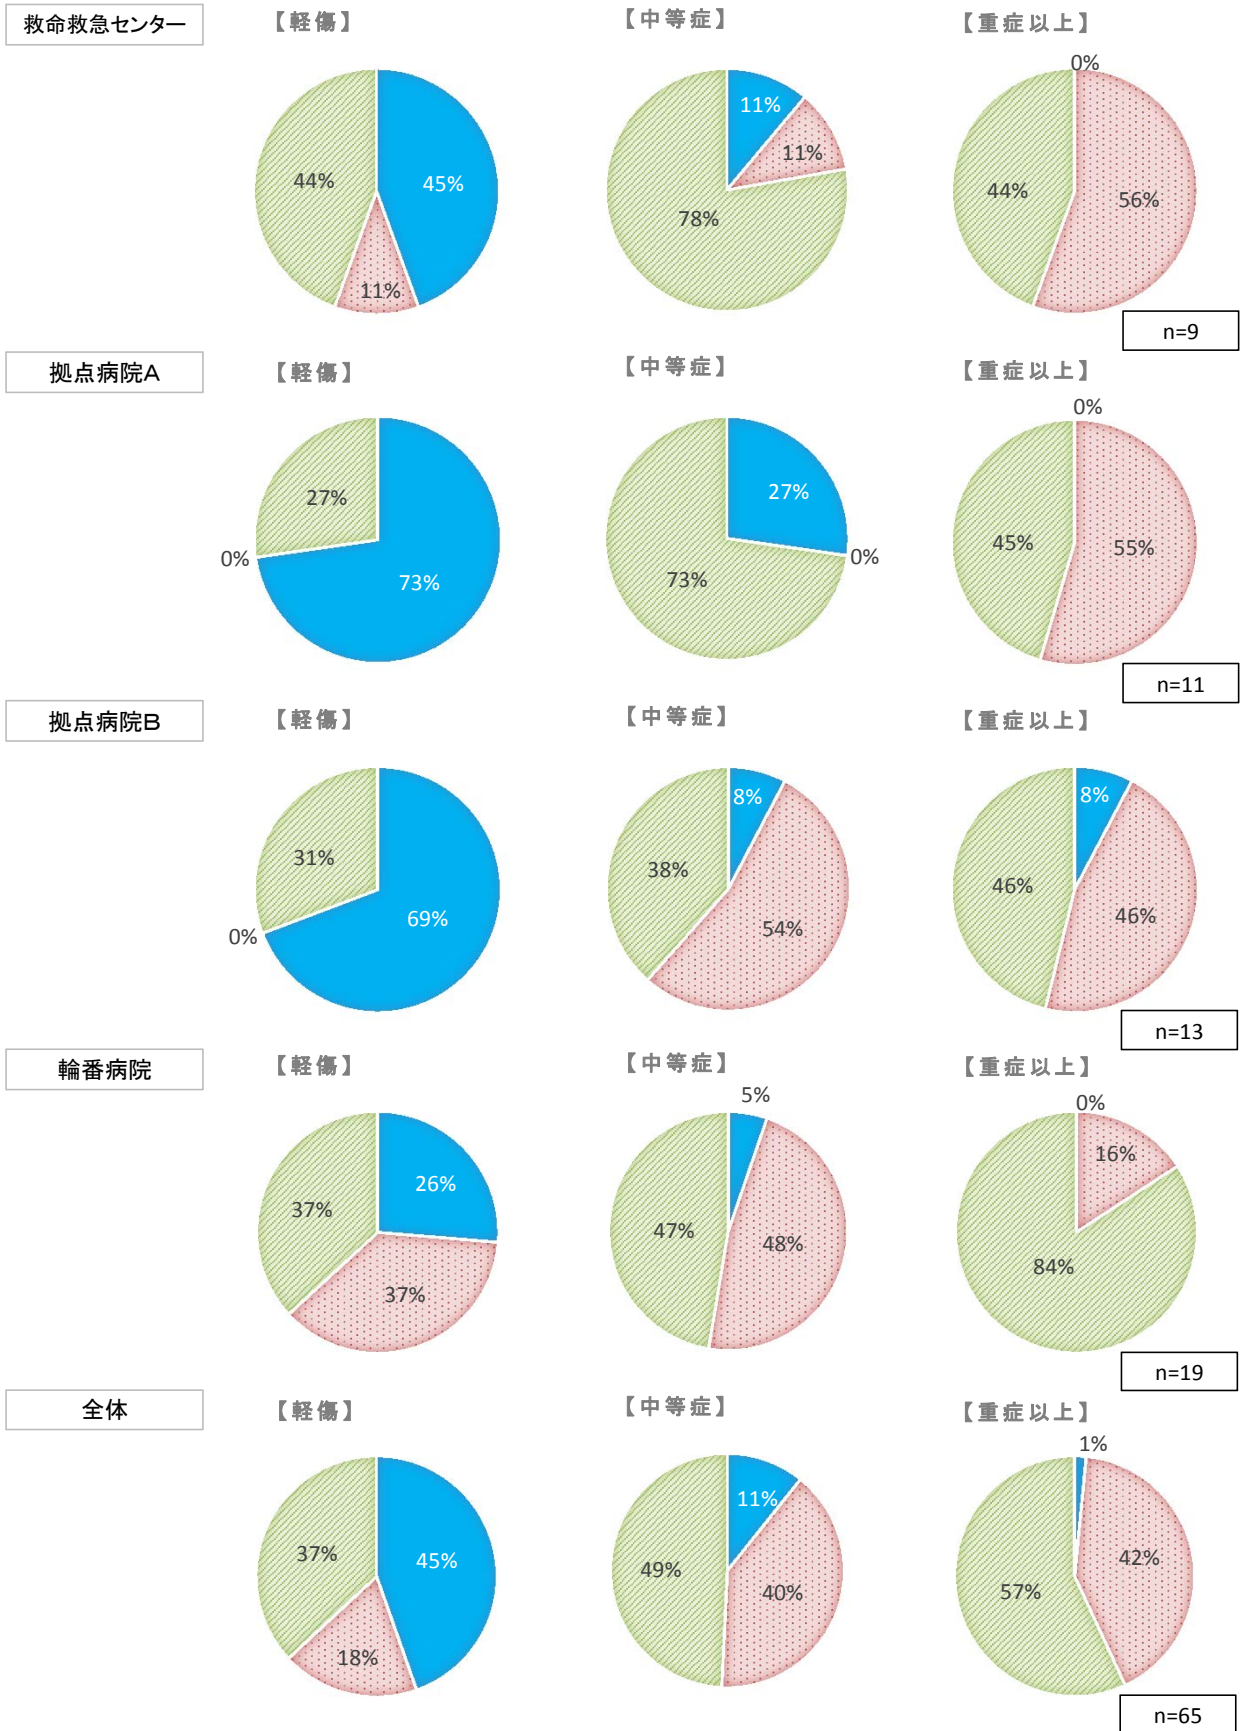 救命救急センター
【軽傷】
【中等症】
【重症以上】
44%
45%
11%
11%
11%
78%
0%
44%
56%
n=9
拠点病院A
【軽傷】
【中等症】
【重症以上】
27%
0%
73%
27%
0%
73%
0%
45%
55%
n=11
拠点病院B
【軽傷】
【中等症】
【重症以上】
31%
0%
69%
8%
38%
54%
8%
46%
46%
n=13
輪番病院
【軽傷】
【中等症】
【重症以上】
26%
37%
37%
5%
47%
48%
0%
16%
84%
n=19
全体
【軽傷】
【中等症】
【重症以上】
37%
45%
18%
11%
49%
40%
1%
42%
57%
n=65